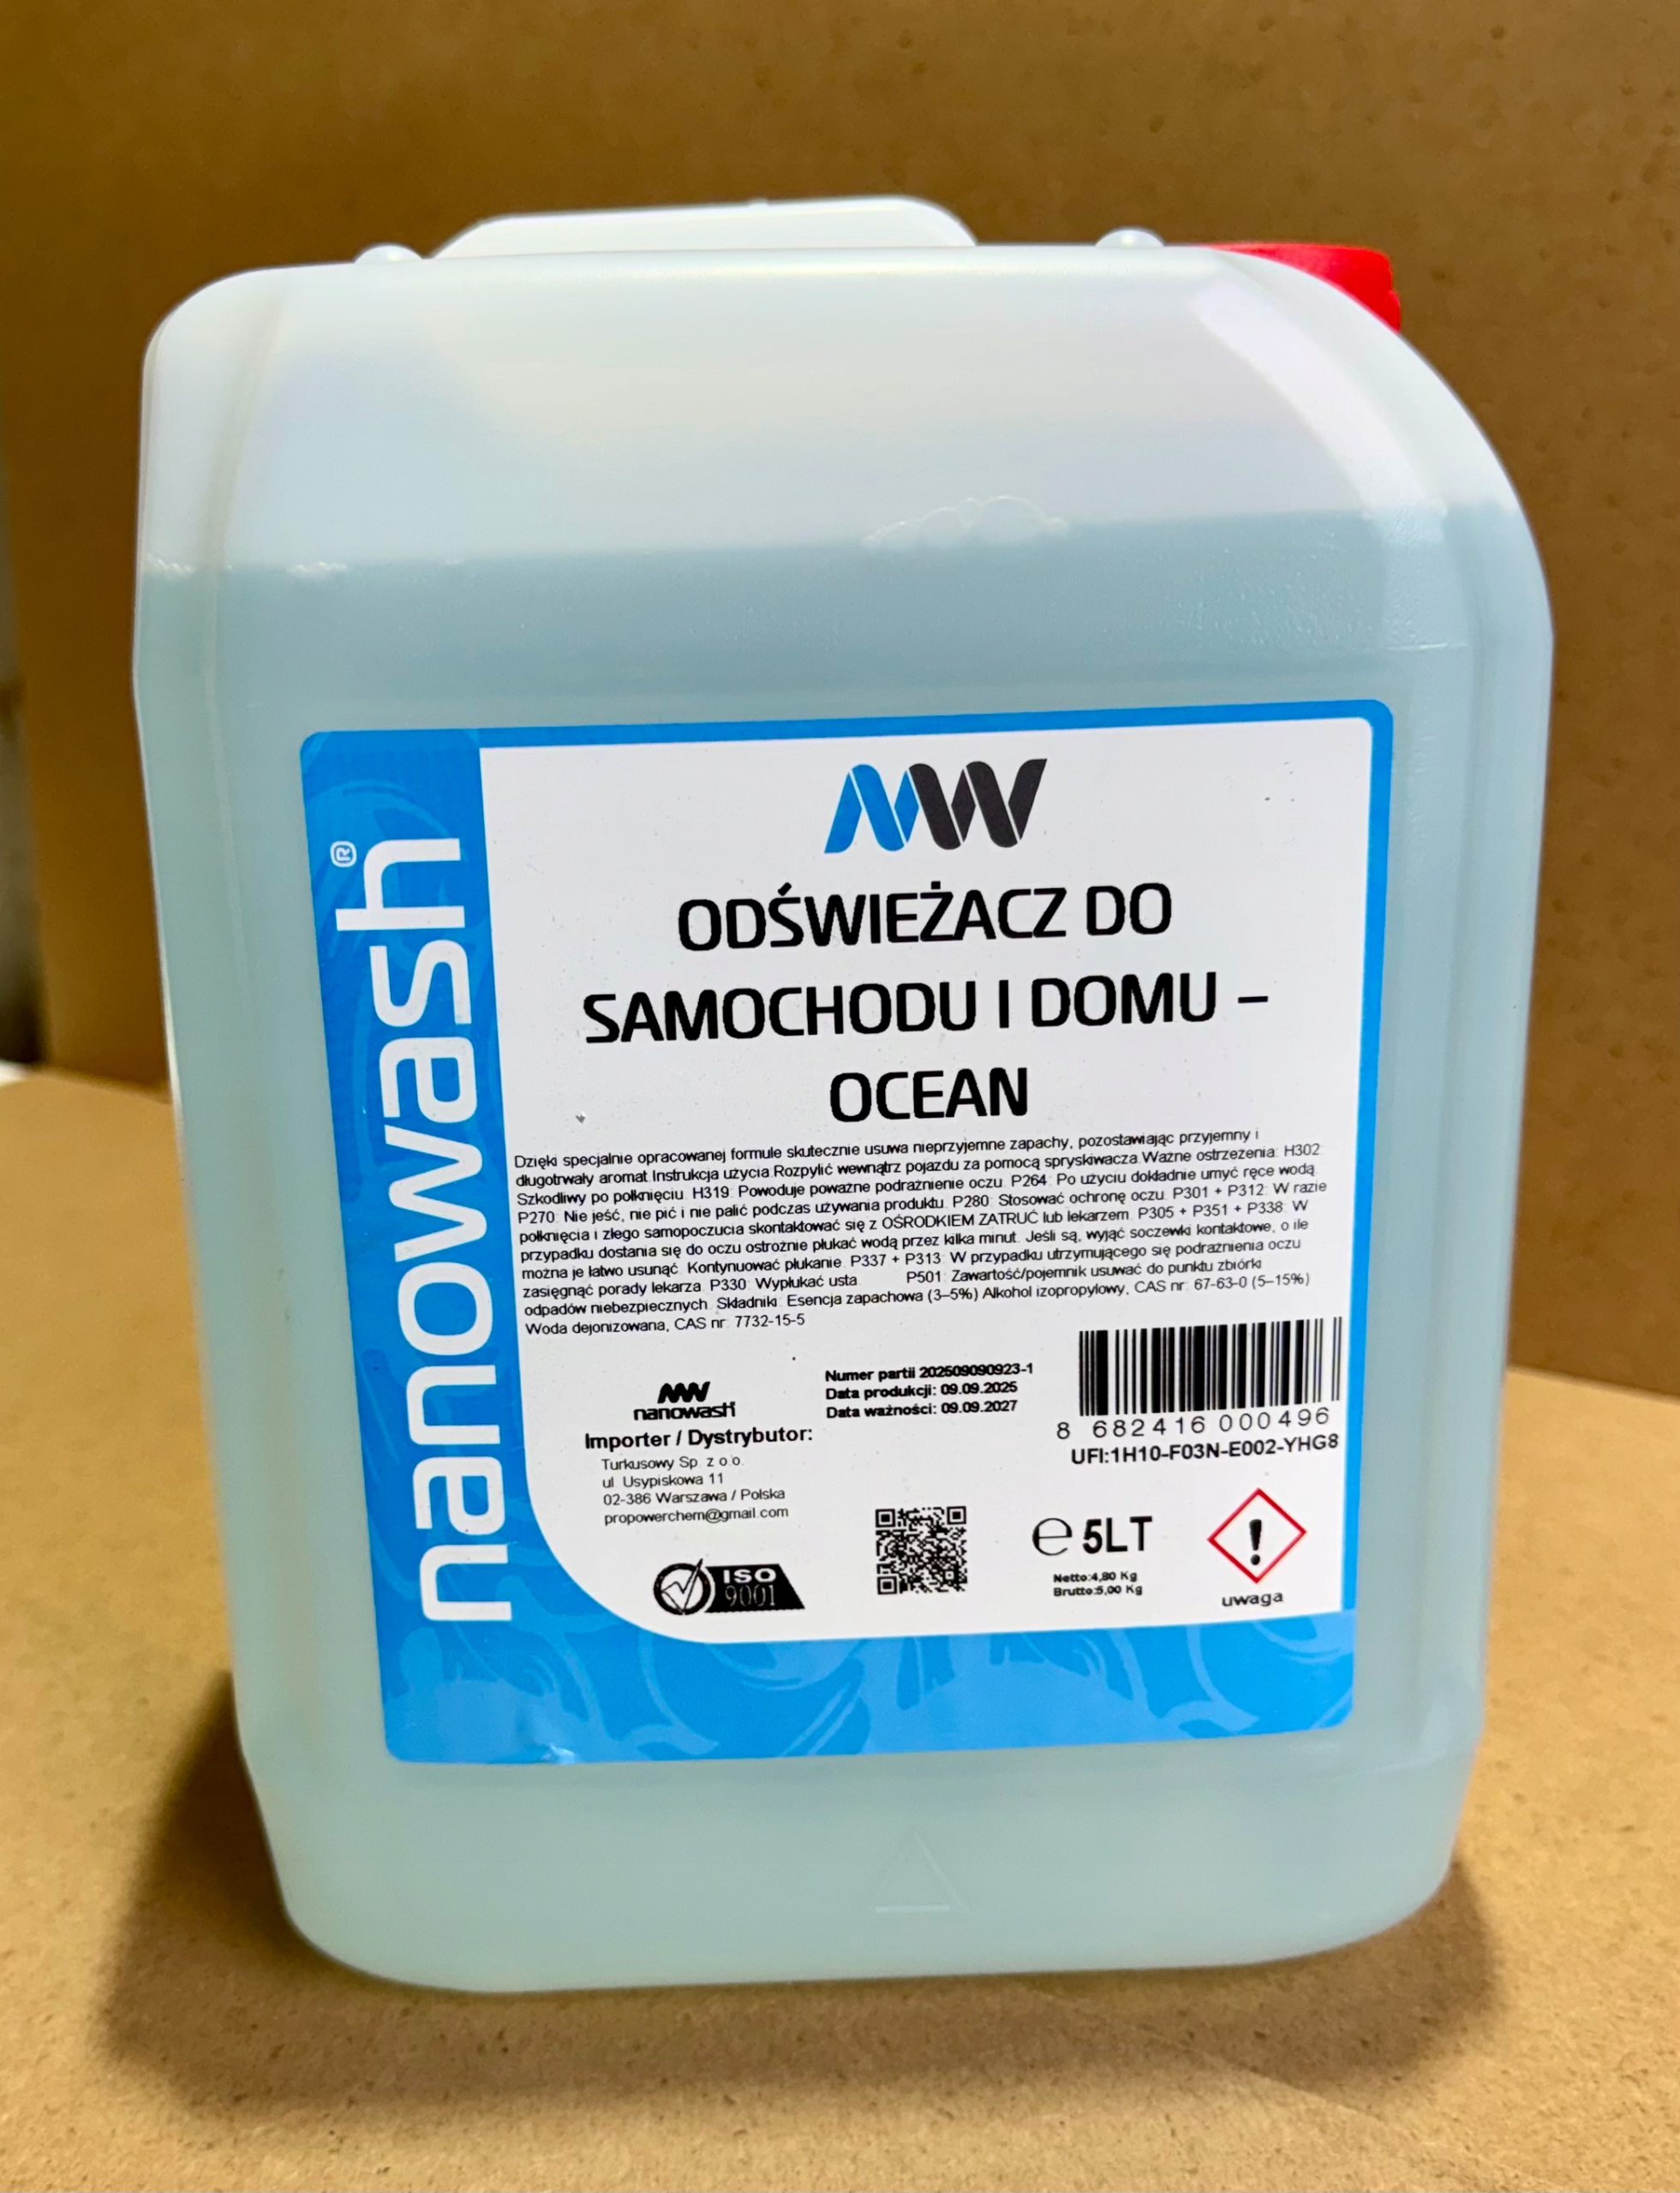 nanowash®
NW
ODŚWIEŻACZ DO
SAMOCHODU I DOMU –
OCEAN
Dzięki specjalnie opracowanej formule skutecznie usuwa nieprzyjemne zapachy, pozostawiając przyjemny i
długotrwały aromat.Instrukcja użycia Rozpylić wewnątrz pojazdu za pomocą spryskiwacza.Ważne ostrzeżenia: H302:
Szkodliwy po połknięciu. H319: Powoduje poważne podrażnienie oczu. P264: Po użyciu dokładnie umyć ręce wodą.
P270: Nie jeść, nie pić i nie palić podczas używania produktu. P280: Stosować ochronę oczu. P301 + P312: W razie
połknięcia i złego samopoczucia skontaktować się z OŚRODKIEM ZATRUĆ lub lekarzem. P305 + P351 + P338: W
przypadku dostania się do oczu ostrożnie płukać wodą przez kilka minut. Jeśli są, wyjąć soczewki kontaktowe, o ile
można je łatwo usunąć. Kontynuować płukanie. P337 + P313: W przypadku utrzymującego się podrażnienia oczu
zasięgnąć porady lekarza. P330: Wypłukać usta. P501: Zawartość/pojemnik usuwać do punktu zbiórki
odpadów niebezpiecznych. Składniki: Esencja zapachowa (3–5%) Alkohol izopropylowy, CAS nr: 67-63-0 (5–15%)
Woda dejonizowana, CAS nr: 7732-15-5
NW
nanowash
Numer partii 202509090923-1
Data produkcji: 09.09.2025
Data ważności: 09.09.2027
8 682416 000496
UFI:1H10-F03N-E002-YHG8
Importer / Dystrybutor:
Turkusowy Sp. z o.o.
ul. Usypiskowa 11
02-386 Warszawa / Polska
propowerchem@gmail.com
ISO
9001
℮ 5LT
Netto:4,80 Kg
Brutto:5,00 Kg
uwaga